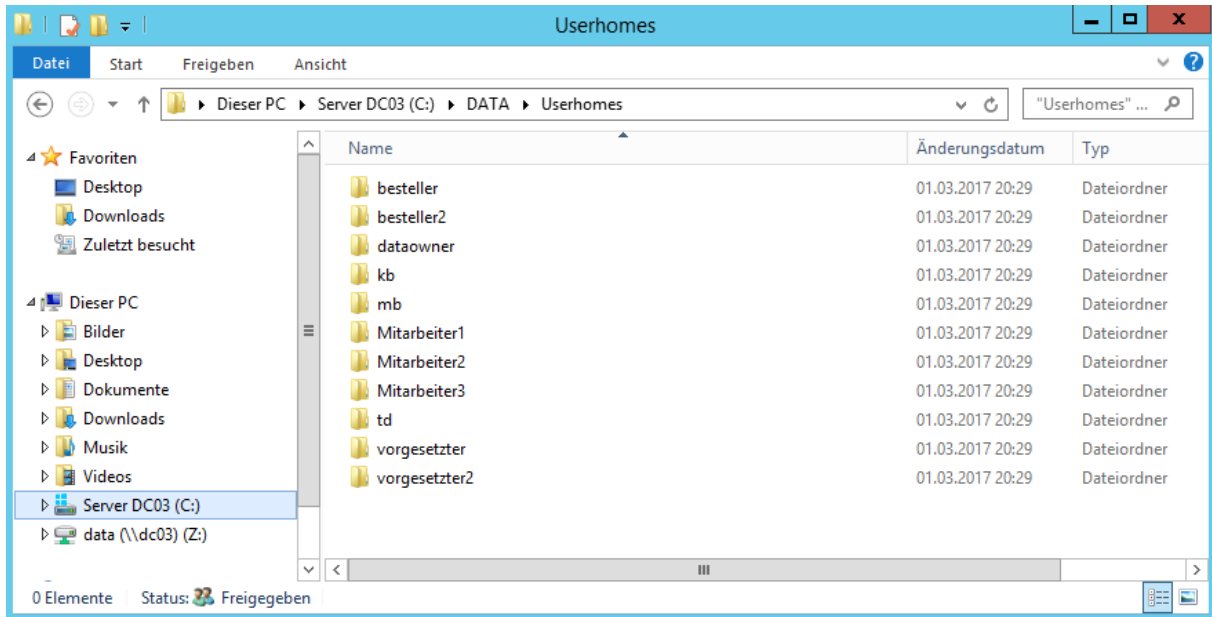 Userhomes
Datei Start Freigeben Ansicht
Dieser PC Server DC03 (C:) DATA Userhomes "Userhomes" ...
Favoriten
Desktop
Downloads
Zuletzt besucht
Dieser PC
Bilder
Desktop
Dokumente
Downloads
Musik
Videos
Server DC03 (C:)
data (\\dc03) (Z:)
Name Änderungsdatum Typ
besteller 01.03.2017 20:29 Dateiordner
besteller2 01.03.2017 20:29 Dateiordner
dataowner 01.03.2017 20:29 Dateiordner
kb 01.03.2017 20:29 Dateiordner
mb 01.03.2017 20:29 Dateiordner
Mitarbeiter1 01.03.2017 20:29 Dateiordner
Mitarbeiter2 01.03.2017 20:29 Dateiordner
Mitarbeiter3 01.03.2017 20:29 Dateiordner
td 01.03.2017 20:29 Dateiordner
vorgesetzter 01.03.2017 20:29 Dateiordner
vorgesetzter2 01.03.2017 20:29 Dateiordner
0 Elemente Status: Freigegeben